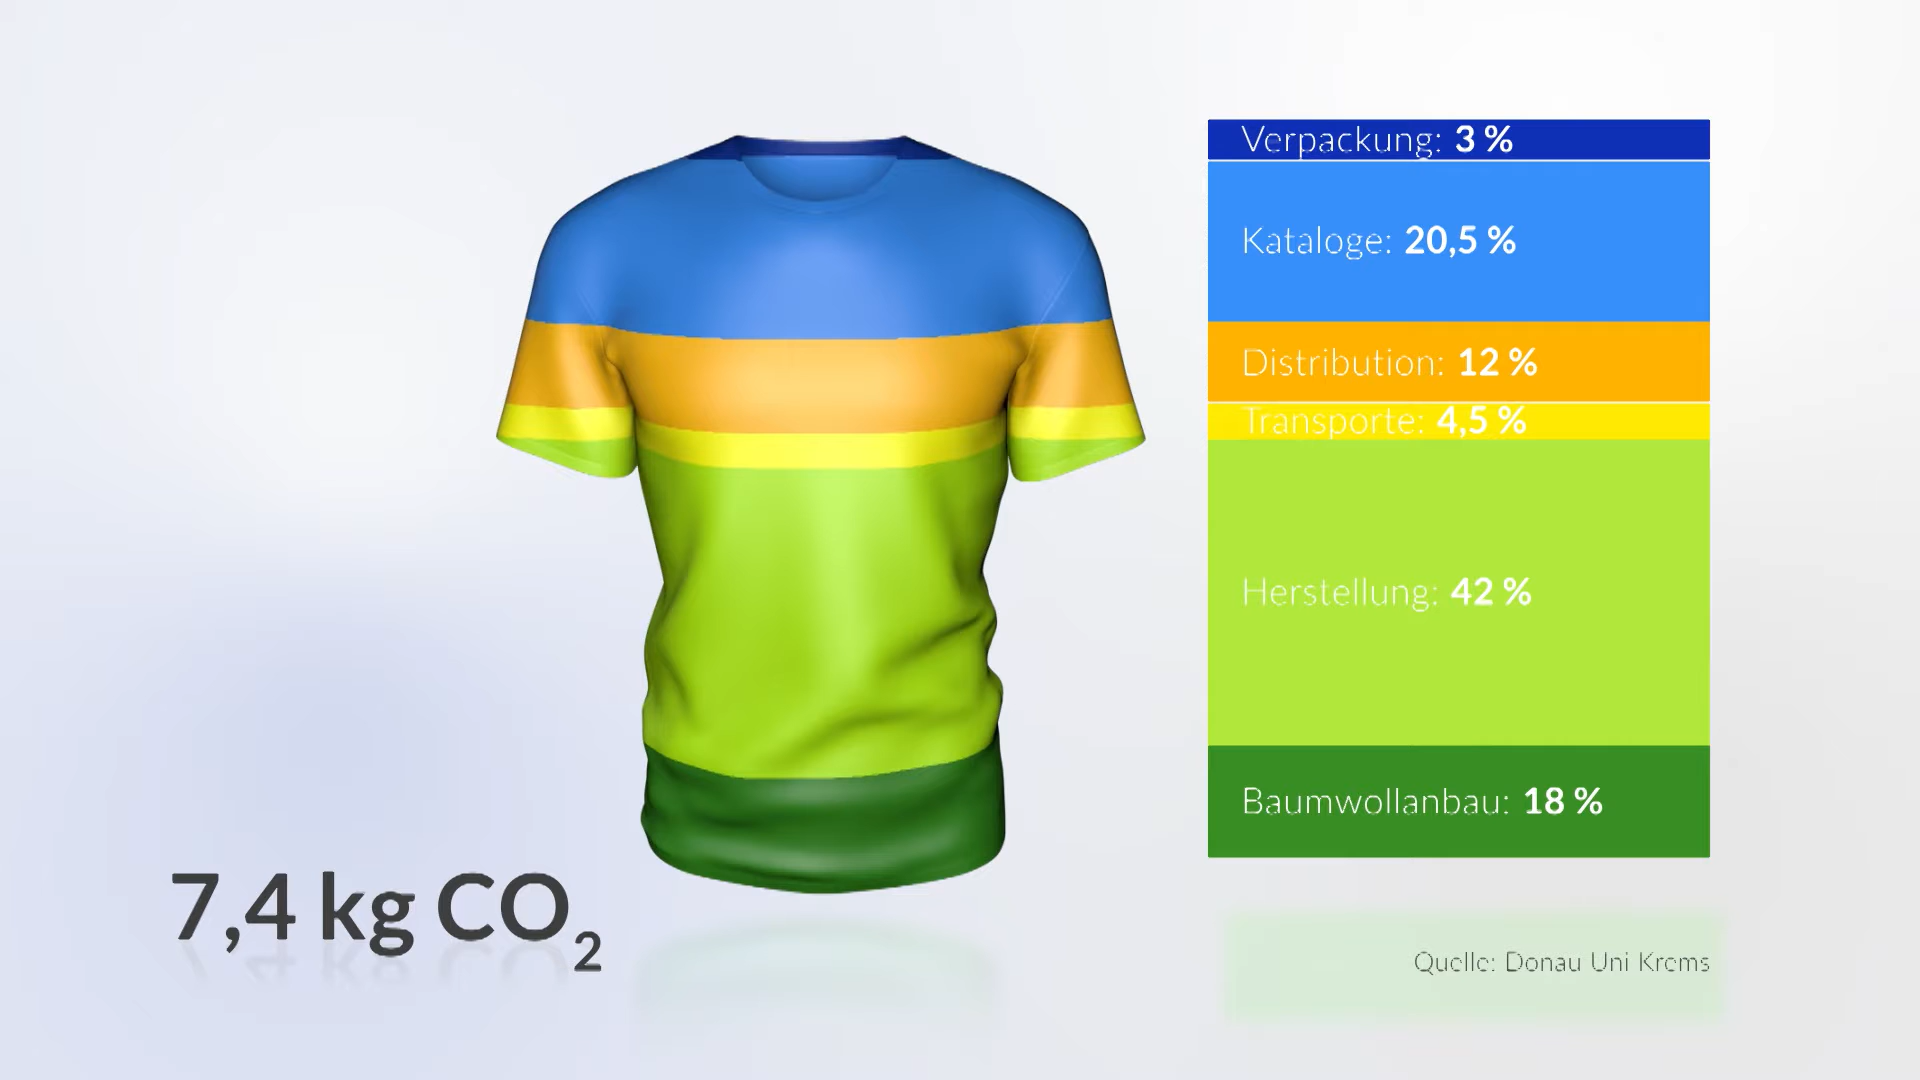 Verpackung: 3 %
Kataloge: 20,5 %
Distribution: 12 %
Transporte: 4,5 %
Herstellung: 42 %
Baumwollanbau: 18 %
7,4 kg CO₂
Quelle: Donau Uni Krems